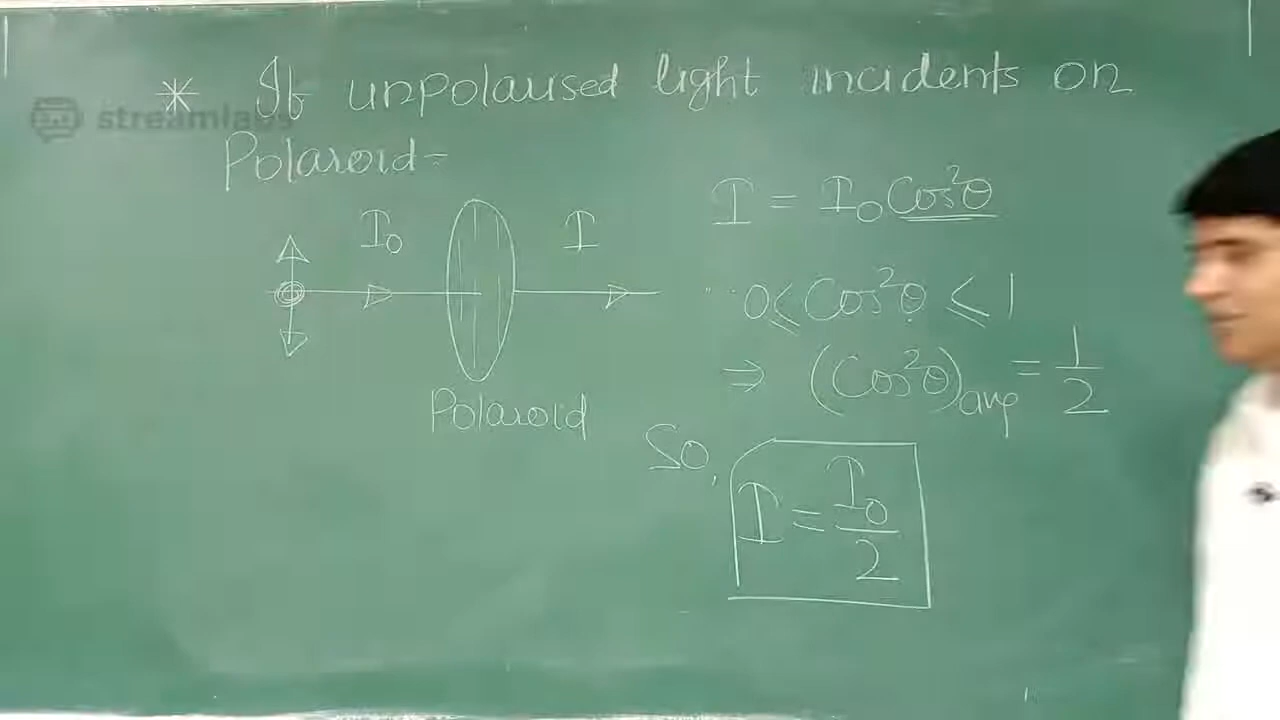 * If unpolarised light incidents on
streamlabs
Polaroid-
I₀
I
Polaroid
I = I₀Cos²θ
0 ≤ Cos²θ ≤ 1
⇒ (Cos²θ)avg = 1/2
So,
I = I₀/2